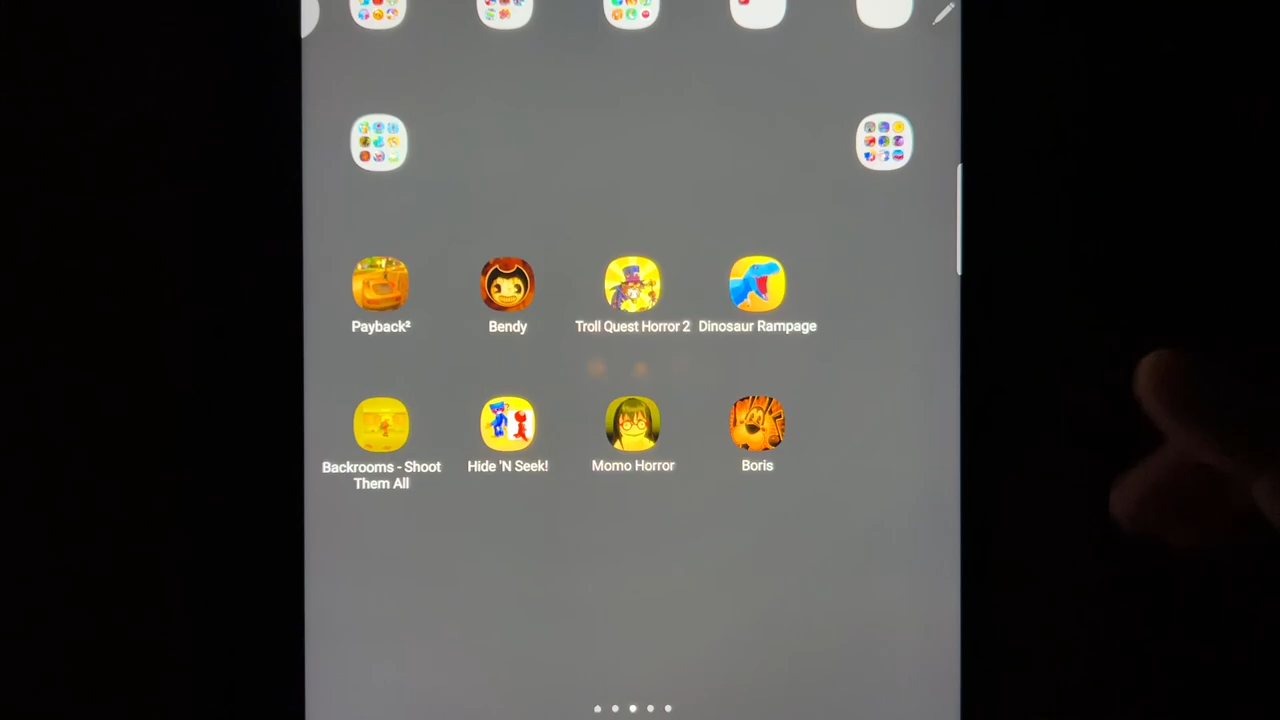 Payback²
Bendy
Troll Quest Horror 2
Dinosaur Rampage
Backrooms - Shoot
Them All
Hide 'N Seek!
Momo Horror
Boris